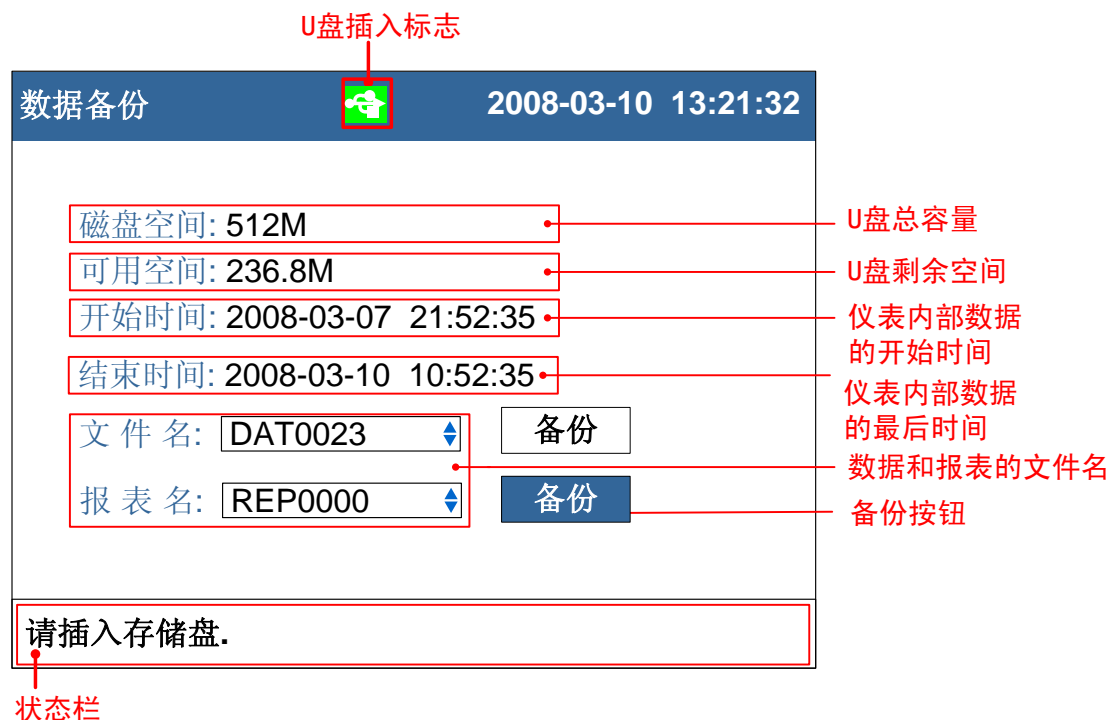 U盘插入标志
数据备份 2008-03-10 13:21:32
磁盘空间: 512M
U盘总容量
可用空间: 236.8M
U盘剩余空间
开始时间: 2008-03-07 21:52:35
仪表内部数据
的开始时间
结束时间: 2008-03-10 10:52:35
仪表内部数据
的最后时间
文 件 名: DAT0023 备份
数据和报表的文件名
报 表 名: REP0000 备份
备份按钮
请插入存储盘.
状态栏